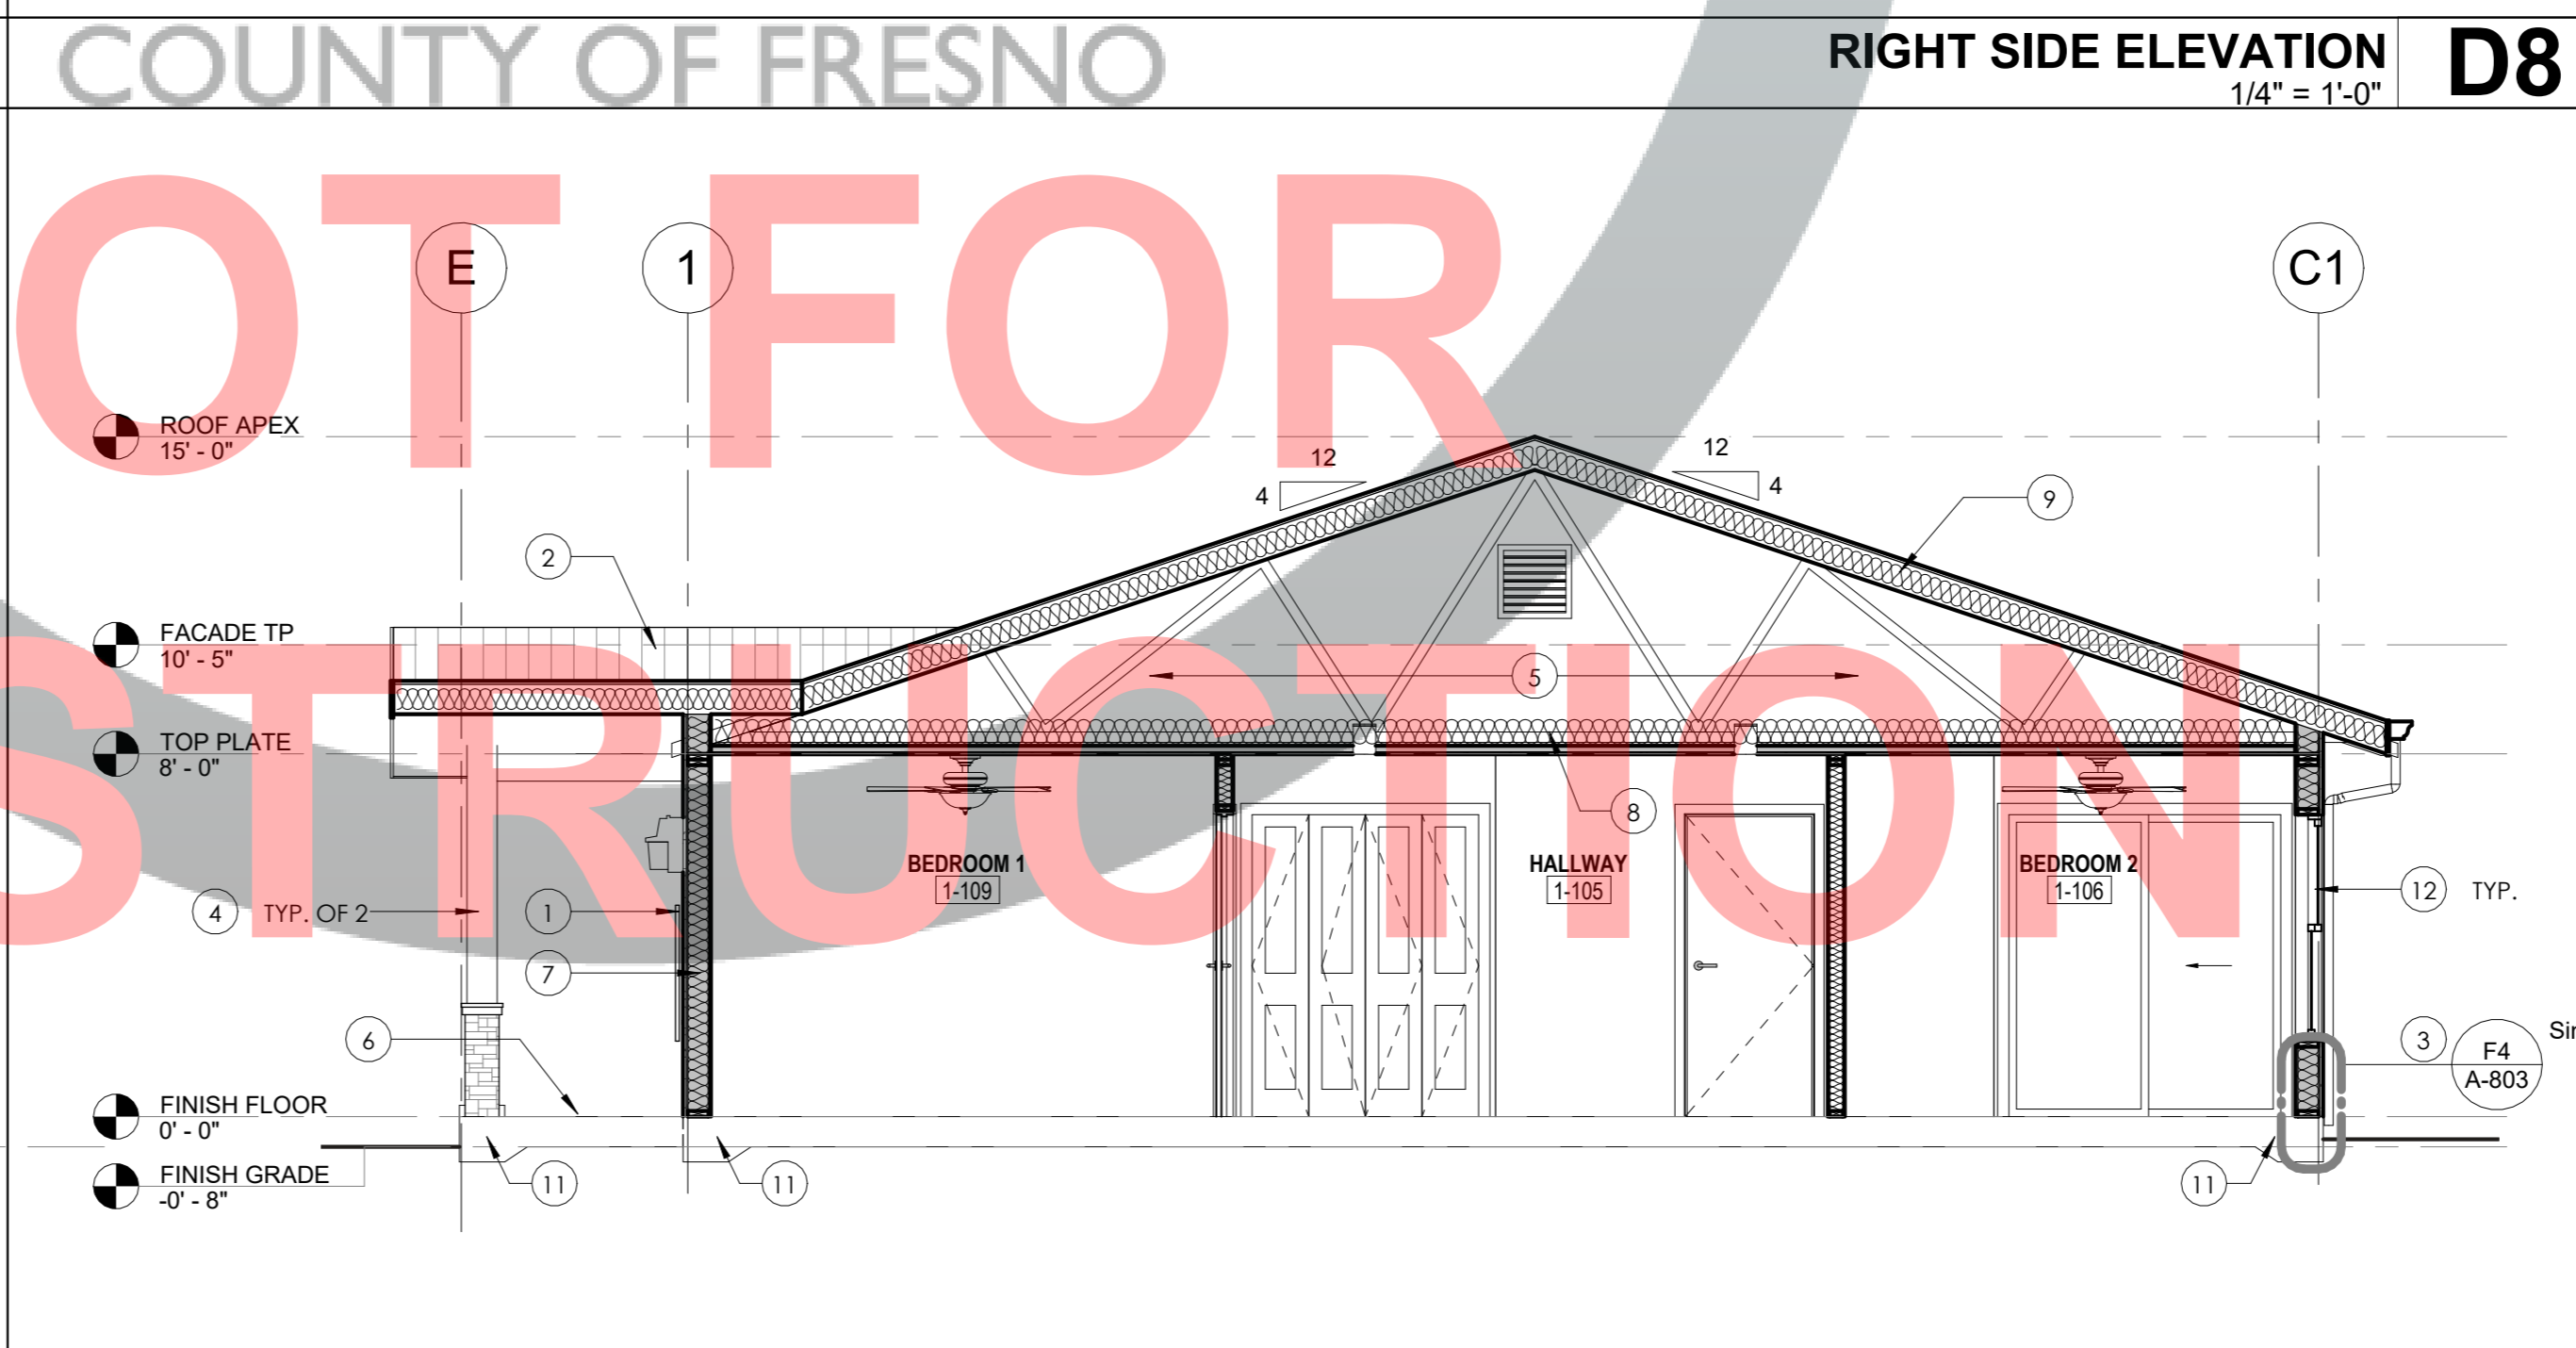 COUNTY OF FRESNO
RIGHT SIDE ELEVATION
1/4" = 1'-0"
D8
OT FOR
STRUCTION
E
1
C1
ROOF APEX
15' - 0"
12
4
12
4
9
2
FACADE TP
10' - 5"
5
TOP PLATE
8' - 0"
8
BEDROOM 1
1-109
HALLWAY
1-105
BEDROOM 2
1-106
12 TYP.
4 TYP. OF 2
1
7
6
3
F4
A-803
FINISH FLOOR
0' - 0"
FINISH GRADE
-0' - 8"
11
11
11